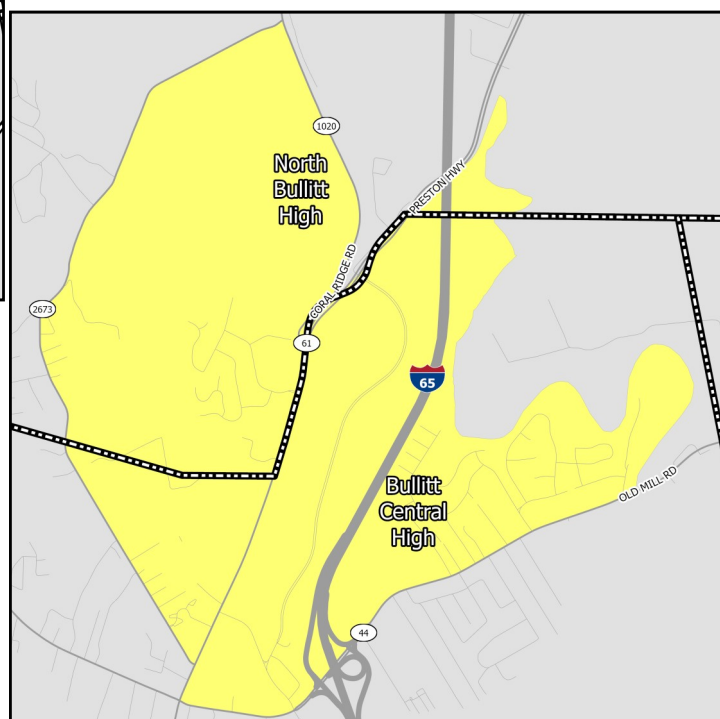 1020
North
Bullitt
High
PRESTON HWY
CORAL RIDGE RD
2673
61
65
Bullitt
Central
High
OLD MILL RD
44